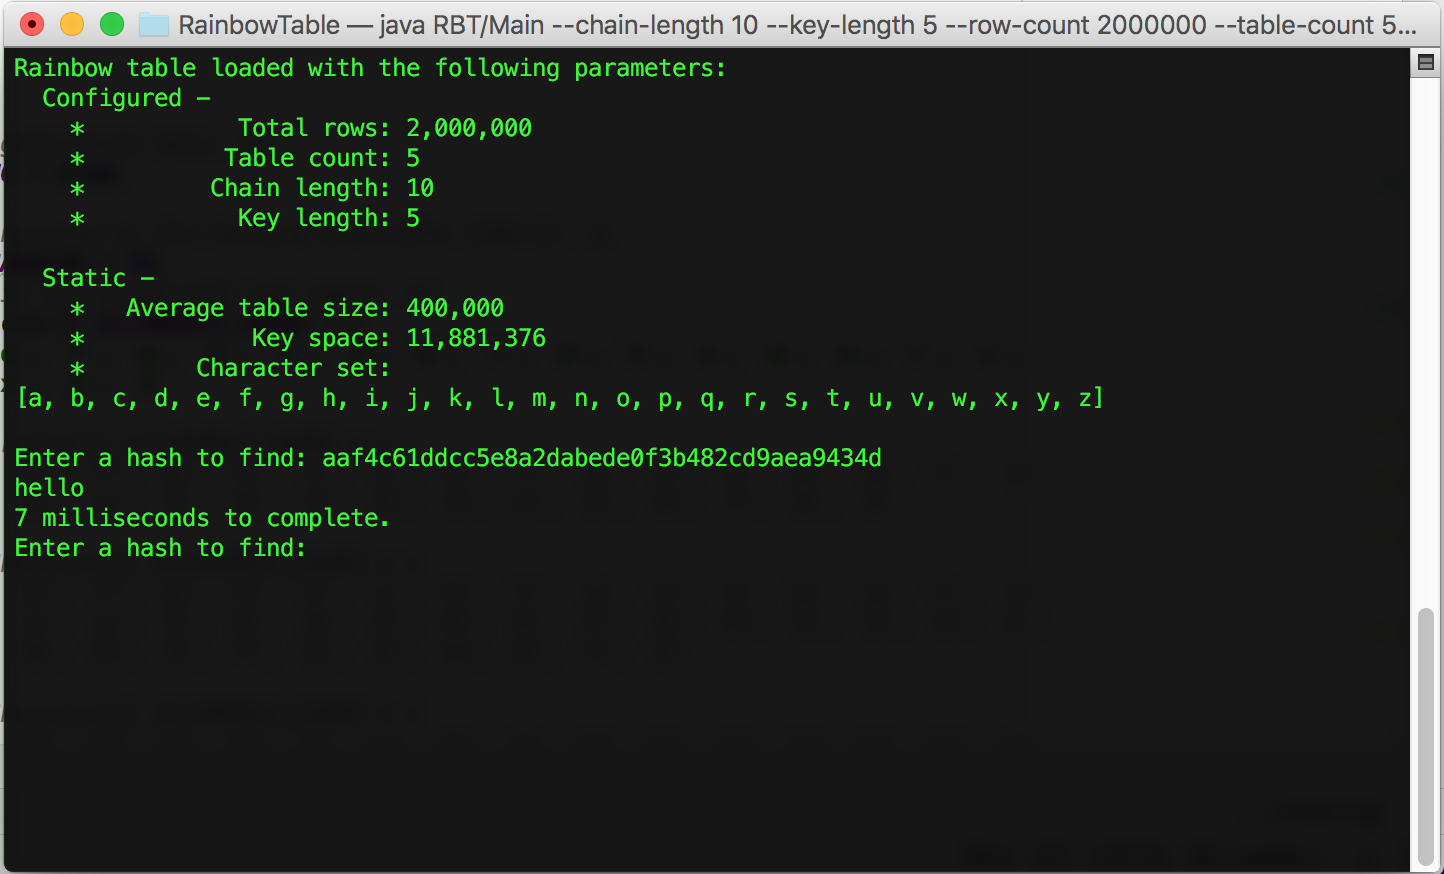 RainbowTable — java RBT/Main --chain-length 10 --key-length 5 --row-count 2000000 --table-count 5...
Rainbow table loaded with the following parameters:
Configured –
* Total rows: 2,000,000
* Table count: 5
* Chain length: 10
* Key length: 5
Static –
* Average table size: 400,000
* Key space: 11,881,376
* Character set:
[a, b, c, d, e, f, g, h, i, j, k, l, m, n, o, p, q, r, s, t, u, v, w, x, y, z]
Enter a hash to find: aaf4c61ddcc5e8a2dabede0f3b482cd9aea9434d
hello
7 milliseconds to complete.
Enter a hash to find: